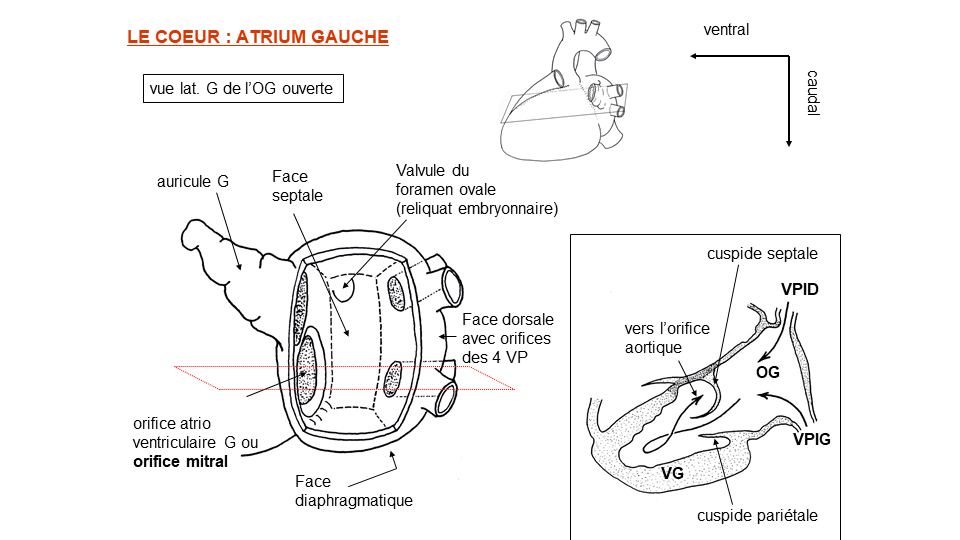 LE COEUR : ATRIUM GAUCHE
vue lat. G de l'OG ouverte
ventral
caudal
auricule G
Face
septale
Valvule du
foramen ovale
(reliquat embryonnaire)
Face dorsale
avec orifices
des 4 VP
orifice atrio
ventriculaire G ou
orifice mitral
Face
diaphragmatique
cuspide septale
VPID
vers l'orifice
aortique
OG
VPIG
VG
cuspide pariétale